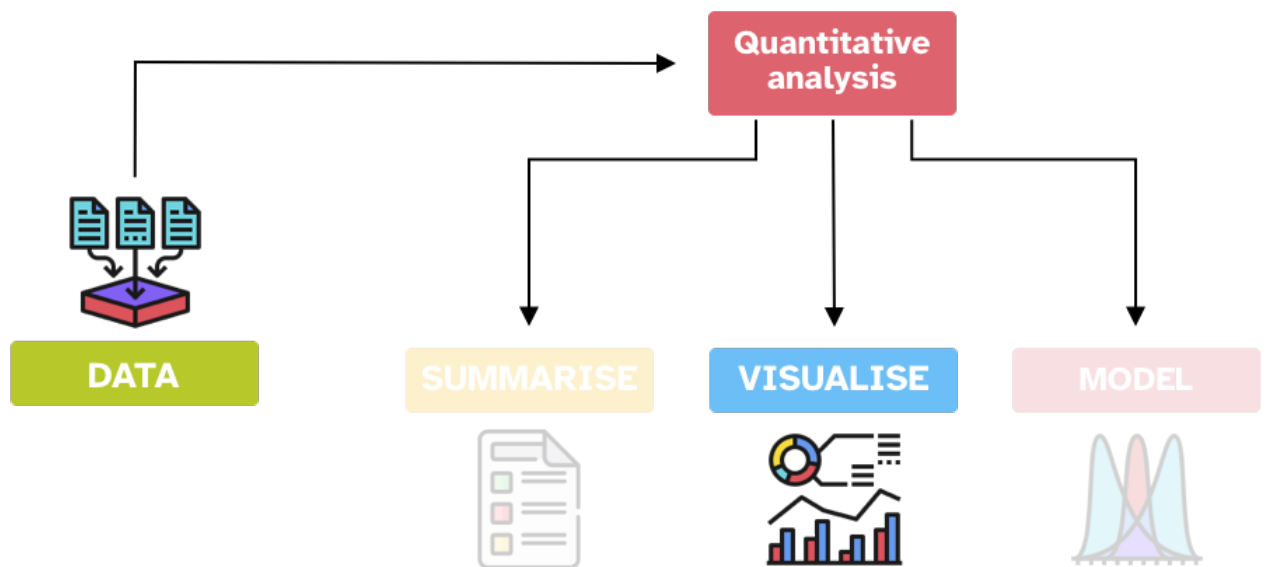 Quantitative
analysis
DATA
SUMMARISE
VISUALISE
MODEL